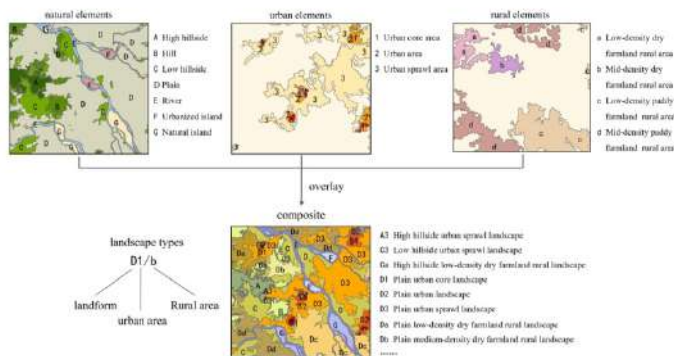 natural elements
A High hillside
B Hill
C Low hillside
D Plain
E River
F Urbanized island
G Natural island
urban elements
1 Urban core area
2 Urban area
3 Urban sprawl area
rural elements
a Low-density dry
farmland rural area
b Mid-density dry
farmland rural area
c Low-density paddy
farmland rural area
d Mid-density paddy
farmland rural area
overlay
composite
landscape types
D1/b
landform
urban area
Rural area
A3 High hillside urban sprawl landscape
C3 Low hillside urban sprawl landscape
Ga High hillside low-density dry farmland rural landscape
D1 Plain urban core landscape
D2 Plain urban landscape
D3 Plain urban sprawl landscape
Da Plain low-density dry farmland rural landscape
Db Plain medium-density dry farmland rural landscape
......